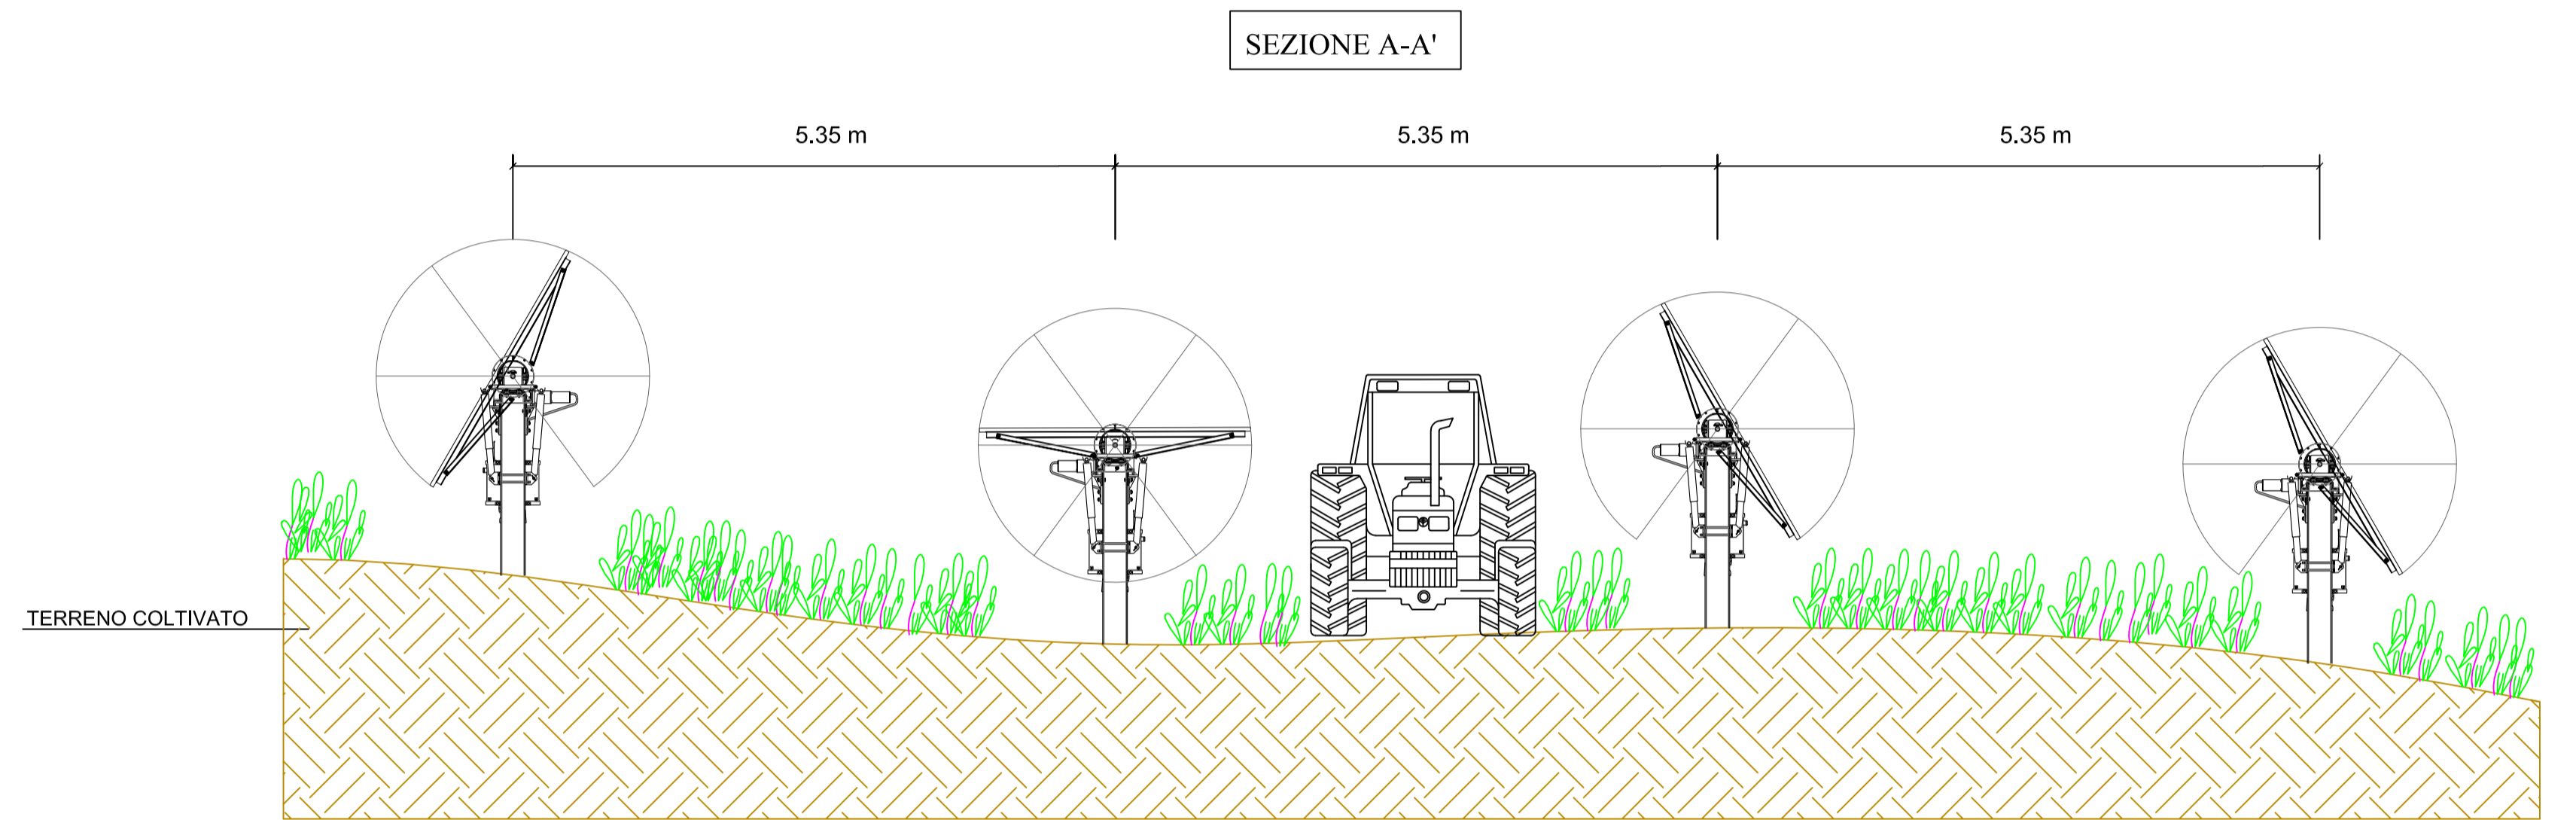 SEZIONE A-A'
5.35 m
5.35 m
5.35 m
TERRENO COLTIVATO